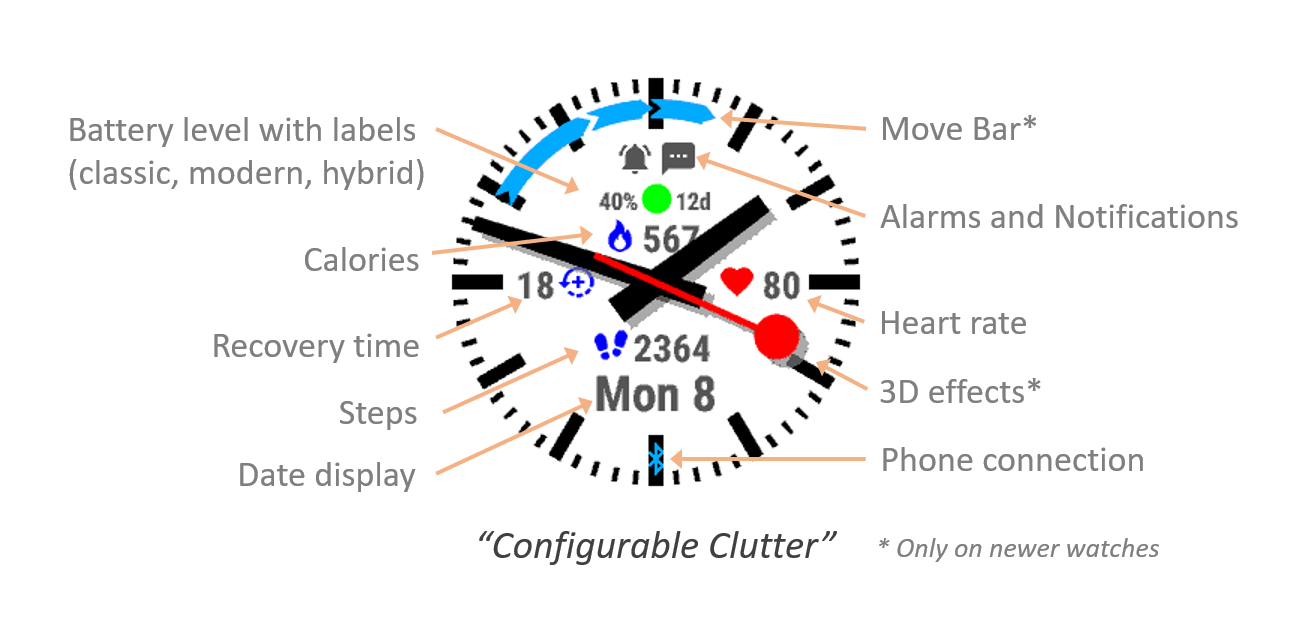 Battery level with labels
(classic, modern, hybrid)
Move Bar*
Alarms and Notifications
40% 12d
567
Calories
18
80
Recovery time
Heart rate
2364
Steps
3D effects*
Mon 8
Date display
Phone connection
“Configurable Clutter”
* Only on newer watches